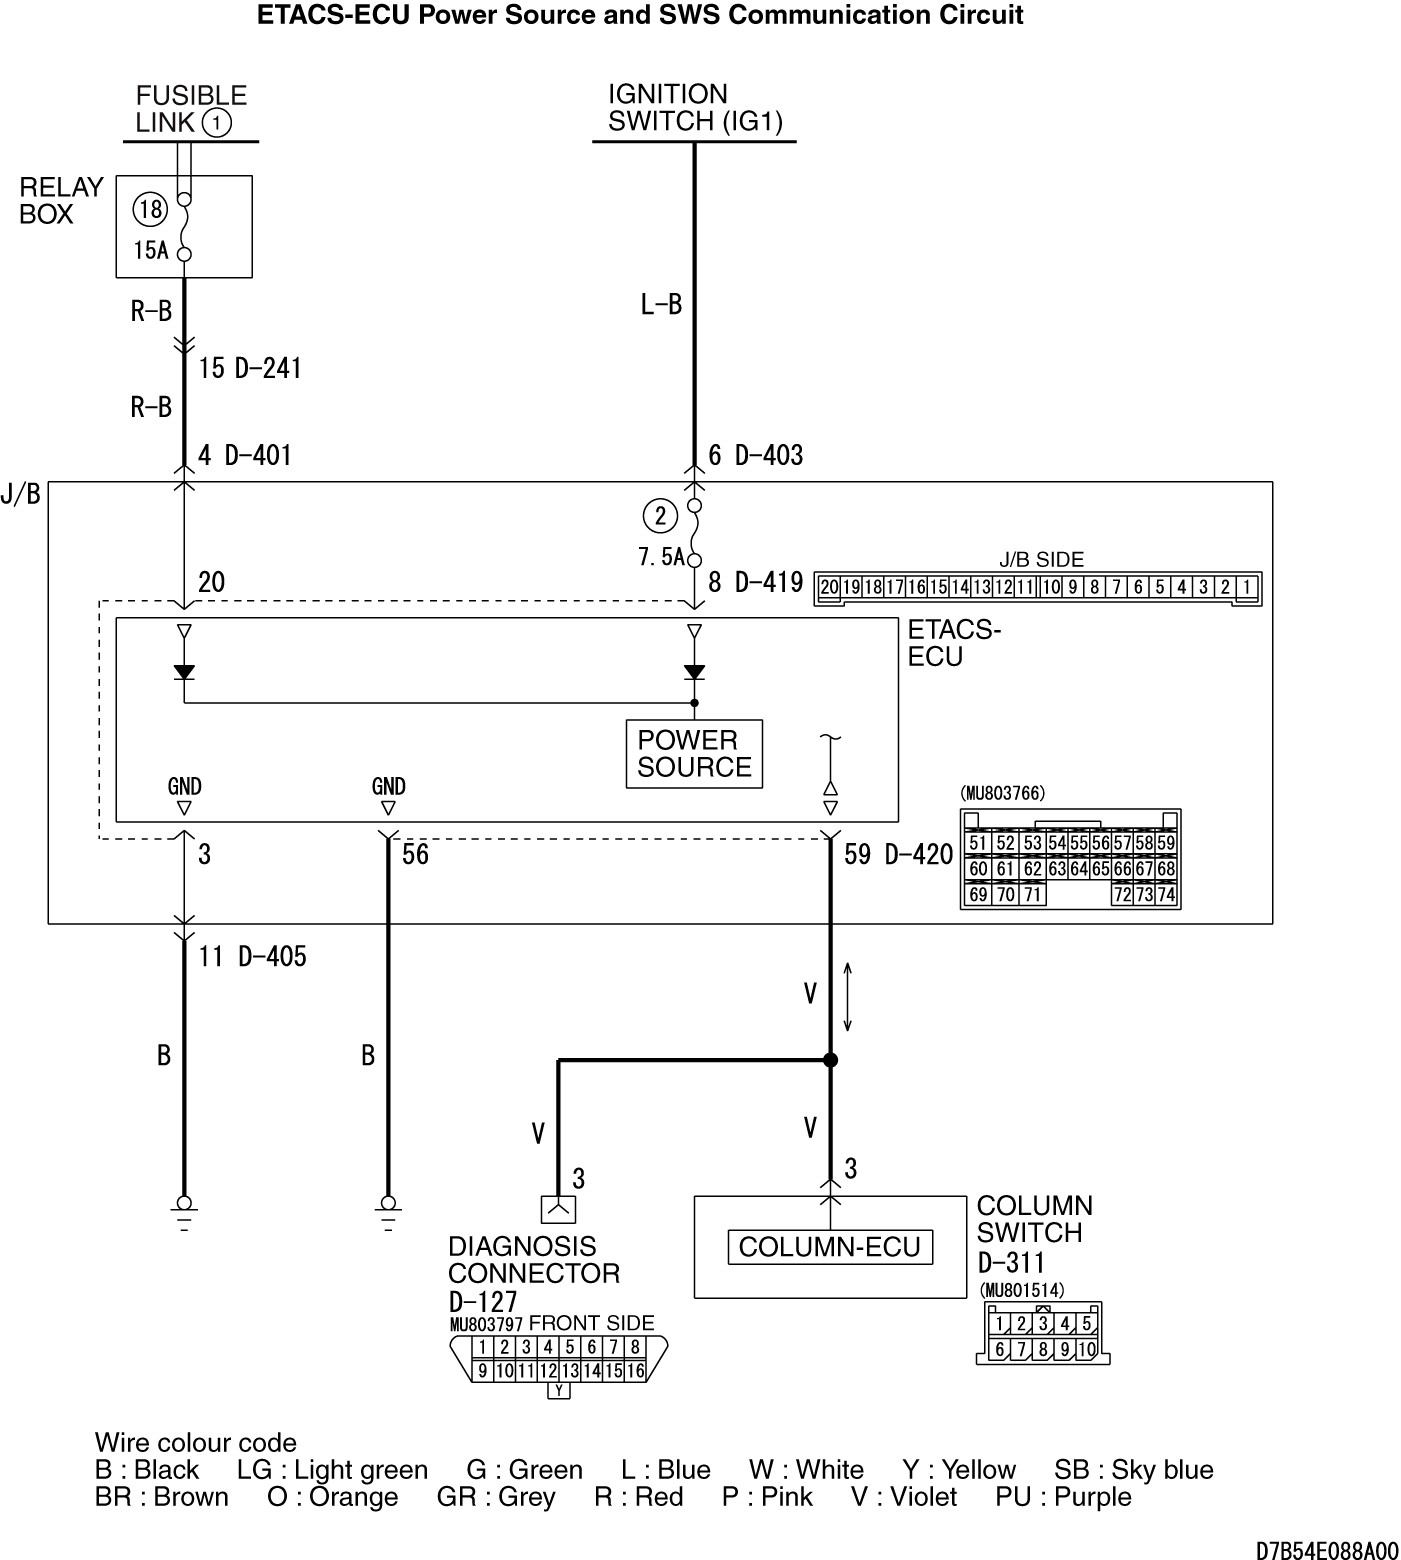 ETACS-ECU Power Source and SWS Communication Circuit
FUSIBLE
LINK 1
IGNITION
SWITCH (IG1)
RELAY
BOX
18
15A
R-B
L-B
15 D-241
R-B
4 D-401
6 D-403
J/B
2
7.5A
20
8 D-419
J/B SIDE
20 19 18 17 16 15 14 13 12 11 10 9 8 7 6 5 4 3 2 1
ETACS-
ECU
POWER
SOURCE
GND
GND
(MU803766)
51 52 53 54 55 56 57 58 59
60 61 62 63 64 65 66 67 68
69 70 71 72 73 74
3
56
59 D-420
11 D-405
V
B
B
V
V
3
3
DIAGNOSIS
CONNECTOR
D-127
MU803797 FRONT SIDE
1 2 3 4 5 6 7 8
9 10 11 12 13 14 15 16
Y
COLUMN-ECU
COLUMN
SWITCH
D-311
(MU801514)
1 2 3 4 5
6 7 8 9 10
Wire colour code
B : Black LG : Light green G : Green L : Blue W : White Y : Yellow SB : Sky blue
BR : Brown O : Orange GR : Grey R : Red P : Pink V : Violet PU : Purple
D7B54E088A00